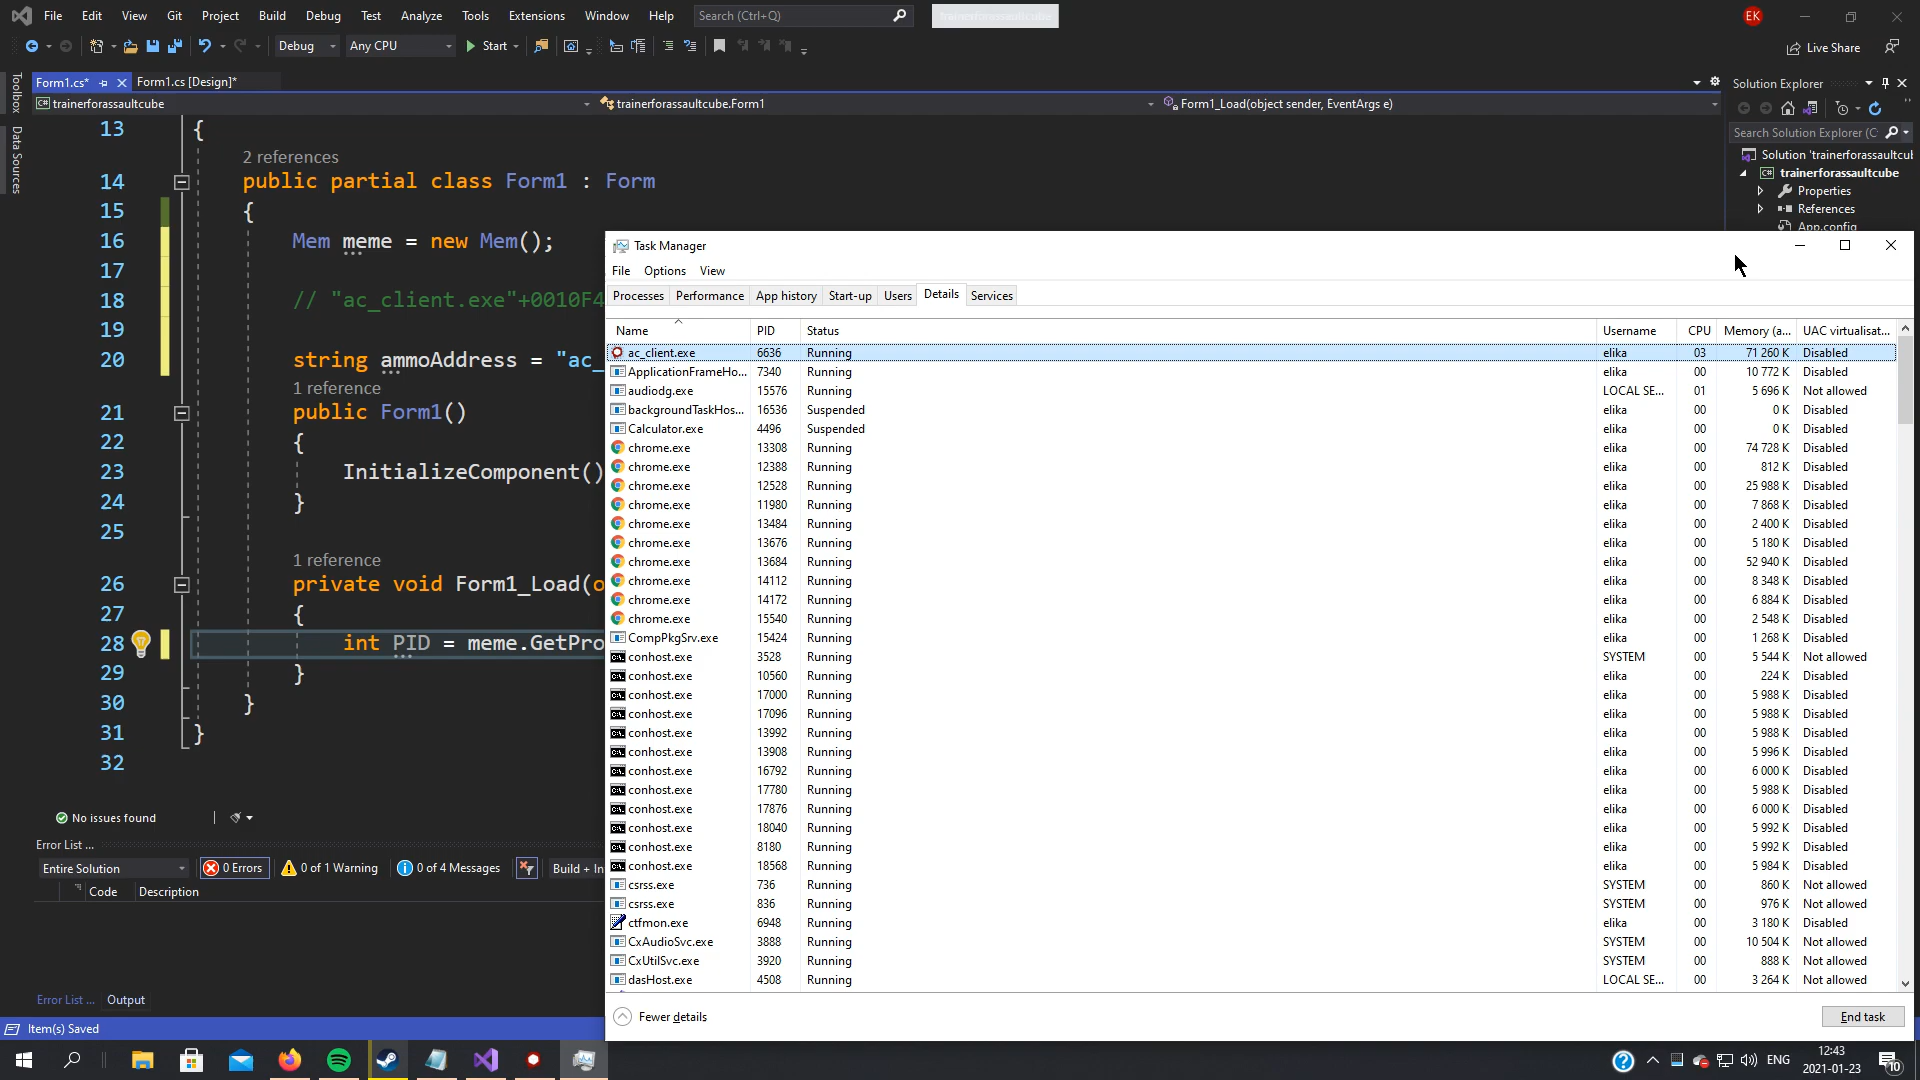 File Edit View Git Project Build Debug Test Analyze Tools Extensions Window Help Search (Ctrl+Q) EK
Debug Any CPU Start Live Share
Form1.cs* Form1.cs [Design]* Solution Explorer
trainerforassaultcube trainerforassaultcube.Form1 Form1_Load(object sender, EventArgs e)
Toolbox
Data Sources
Search Solution Explorer (C
Solution 'trainerforassaultcul
trainerforassaultcube
Properties
References
App.config
13 {
2 references
14 public partial class Form1 : Form
15 {
16 Mem meme = new Mem();
17
18 // "ac_client.exe"+0010F4
19
20 string ammoAddress = "ac_
1 reference
21 public Form1()
22 {
23 InitializeComponent()
24 }
25
1 reference
26 private void Form1_Load(o
27 {
28 int PID = meme.GetPro
29 }
30 }
31 }
32
No issues found
Error List ...
Entire Solution 0 Errors 0 of 1 Warning 0 of 4 Messages Build + In
Code Description
Error List ... Output
Item(s) Saved
Task Manager
File Options View
Processes Performance App history Start-up Users Details Services
Name PID Status Username CPU Memory (a... UAC virtualisat...
ac_client.exe 6636 Running elika 03 71 260 K Disabled
ApplicationFrameHo... 7340 Running elika 00 10 772 K Disabled
audiodg.exe 15576 Running LOCAL SE... 01 5 696 K Not allowed
backgroundTaskHos... 16536 Suspended elika 00 0 K Disabled
Calculator.exe 4496 Suspended elika 00 0 K Disabled
chrome.exe 13308 Running elika 00 74 728 K Disabled
chrome.exe 12388 Running elika 00 812 K Disabled
chrome.exe 12528 Running elika 00 25 988 K Disabled
chrome.exe 11980 Running elika 00 7 868 K Disabled
chrome.exe 13484 Running elika 00 2 400 K Disabled
chrome.exe 13676 Running elika 00 5 180 K Disabled
chrome.exe 13684 Running elika 00 52 940 K Disabled
chrome.exe 14112 Running elika 00 8 348 K Disabled
chrome.exe 14172 Running elika 00 6 884 K Disabled
chrome.exe 15540 Running elika 00 2 548 K Disabled
CompPkgSrv.exe 15424 Running elika 00 1 268 K Disabled
conhost.exe 3528 Running SYSTEM 00 5 544 K Not allowed
conhost.exe 10560 Running elika 00 224 K Disabled
conhost.exe 17000 Running elika 00 5 988 K Disabled
conhost.exe 17096 Running elika 00 5 988 K Disabled
conhost.exe 13992 Running elika 00 5 988 K Disabled
conhost.exe 13908 Running elika 00 5 996 K Disabled
conhost.exe 16792 Running elika 00 6 000 K Disabled
conhost.exe 17780 Running elika 00 5 988 K Disabled
conhost.exe 17876 Running elika 00 6 000 K Disabled
conhost.exe 18040 Running elika 00 5 992 K Disabled
conhost.exe 8180 Running elika 00 5 992 K Disabled
conhost.exe 18568 Running elika 00 5 984 K Disabled
csrss.exe 736 Running SYSTEM 00 860 K Not allowed
csrss.exe 836 Running SYSTEM 00 976 K Not allowed
ctfmon.exe 6948 Running elika 00 3 180 K Disabled
CxAudioSvc.exe 3888 Running SYSTEM 00 10 504 K Not allowed
CxUtilSvc.exe 3920 Running SYSTEM 00 888 K Not allowed
dasHost.exe 4508 Running LOCAL SE... 00 3 264 K Not allowed
Fewer details End task
ENG 12:43
2021-01-23 10